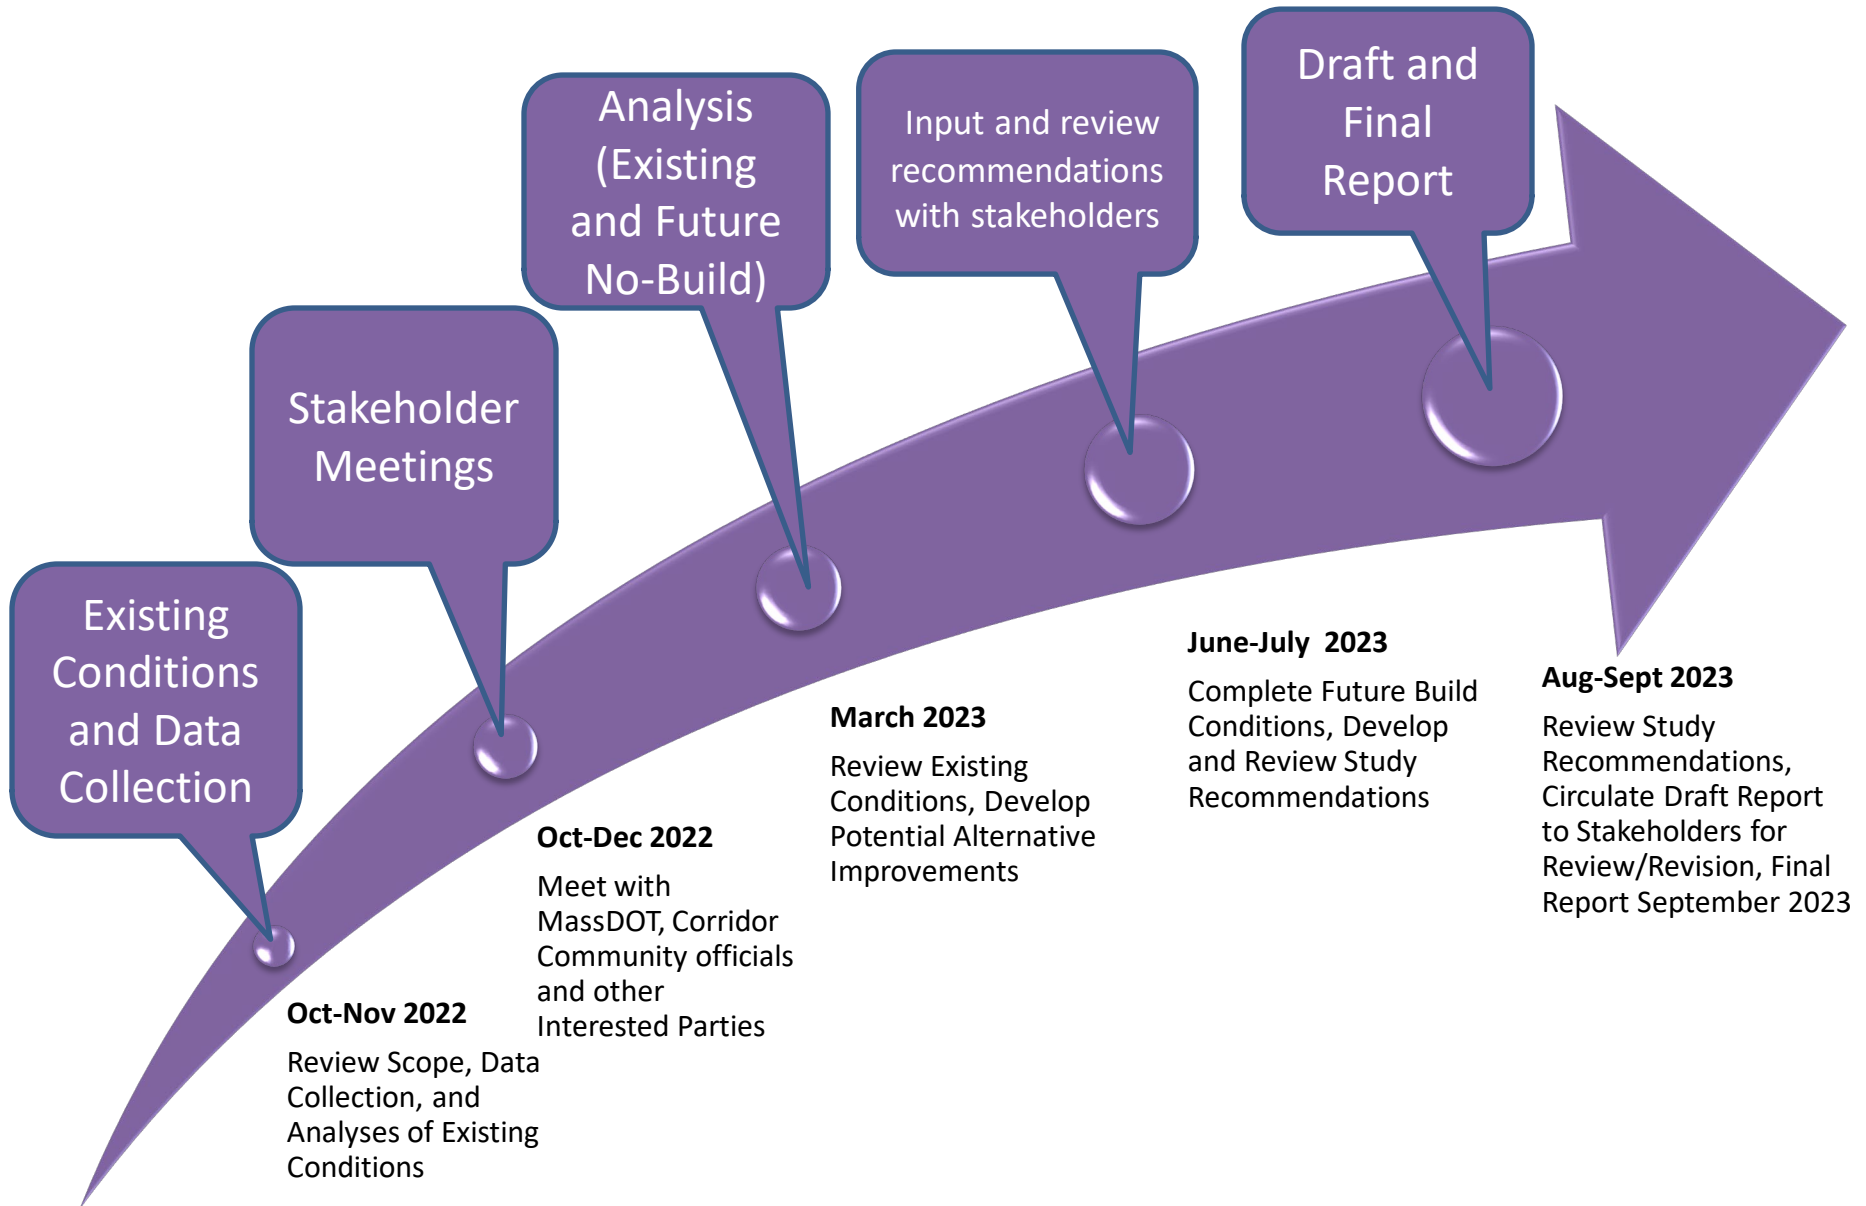 Existing
Conditions
and Data
Collection
Oct-Nov 2022
Review Scope, Data
Collection, and
Analyses of Existing
Conditions
Stakeholder
Meetings
Oct-Dec 2022
Meet with
MassDOT, Corridor
Community officials
and other
Interested Parties
Analysis
(Existing
and Future
No-Build)
March 2023
Review Existing
Conditions, Develop
Potential Alternative
Improvements
Input and review
recommendations
with stakeholders
June-July 2023
Complete Future Build
Conditions, Develop
and Review Study
Recommendations
Draft and
Final
Report
Aug-Sept 2023
Review Study
Recommendations,
Circulate Draft Report
to Stakeholders for
Review/Revision, Final
Report September 2023